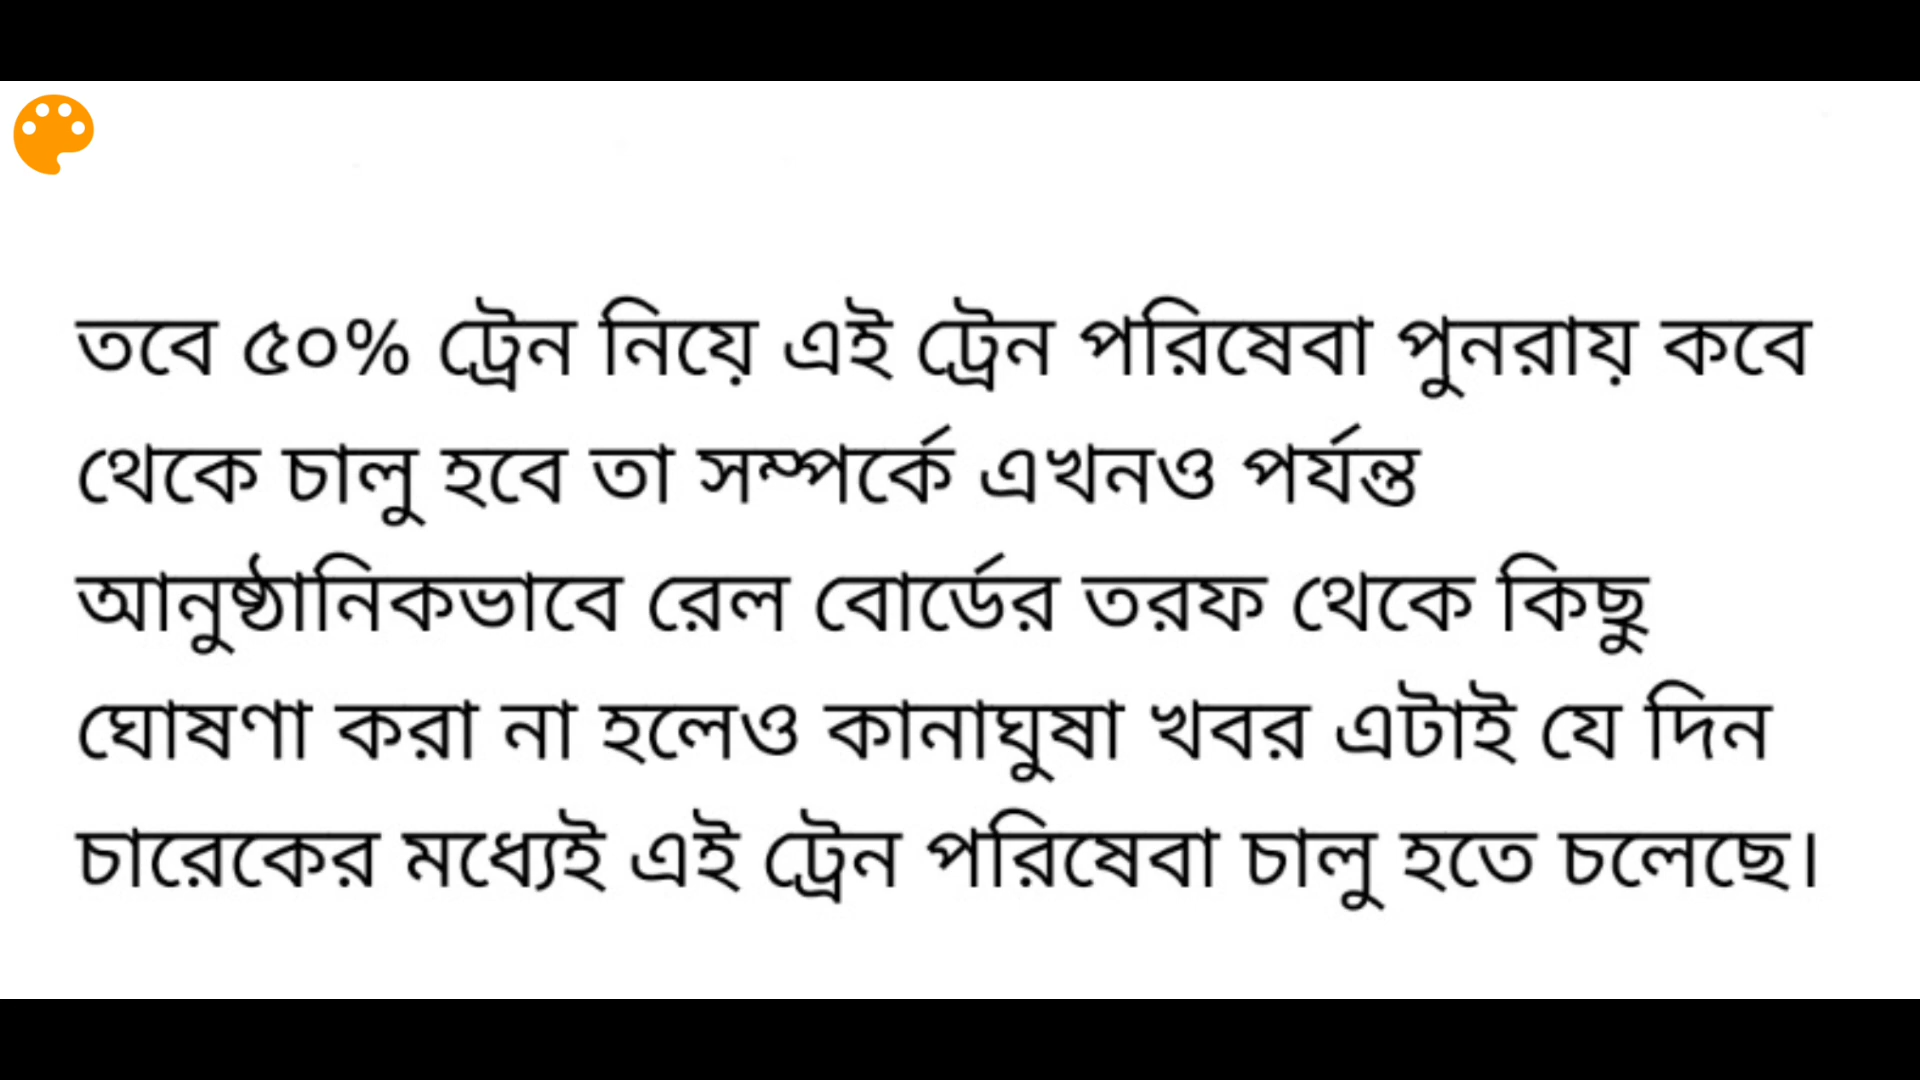 তবে ৫০% ট্রেন নিয়ে এই ট্রেন পরিষেবা পুনরায় কবে
থেকে চালু হবে তা সম্পর্কে এখনও পর্যন্ত
আনুষ্ঠানিকভাবে রেল বোর্ডের তরফ থেকে কিছু
ঘোষণা করা না হলেও কানাঘুষা খবর এটাই যে দিন
চারেকের মধ্যেই এই ট্রেন পরিষেবা চালু হতে চলেছে।